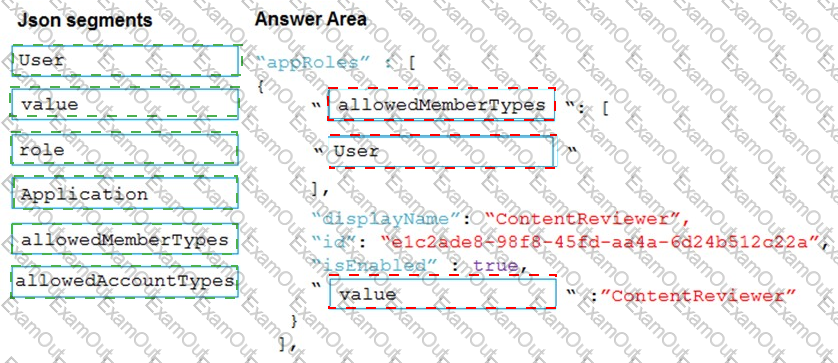 Json segments
Answer Area
User
value
role
Application
allowedMemberTypes
allowedAccountTypes
“appRoles” : [
{
“ allowedMemberTypes “: [
“ User “
],
“displayName”: “ContentReviewer”,
“id”: “e1c2ade8-98f8-45fd-aa4a-6d24b512c22a”,
“isEnabled” : true,
“ value “ :”ContentReviewer”
}
],